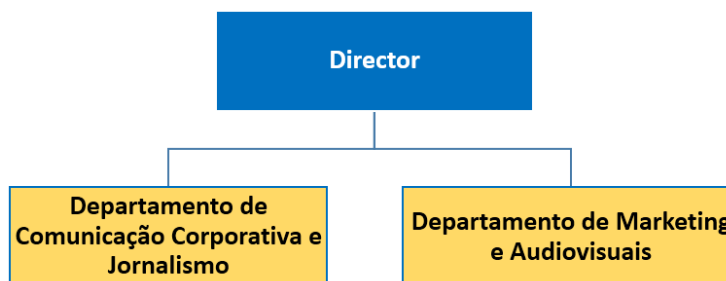 Director
Departamento de
Comunicação Corporativa e
Jornalismo
Departamento de Marketing
e Audiovisuais